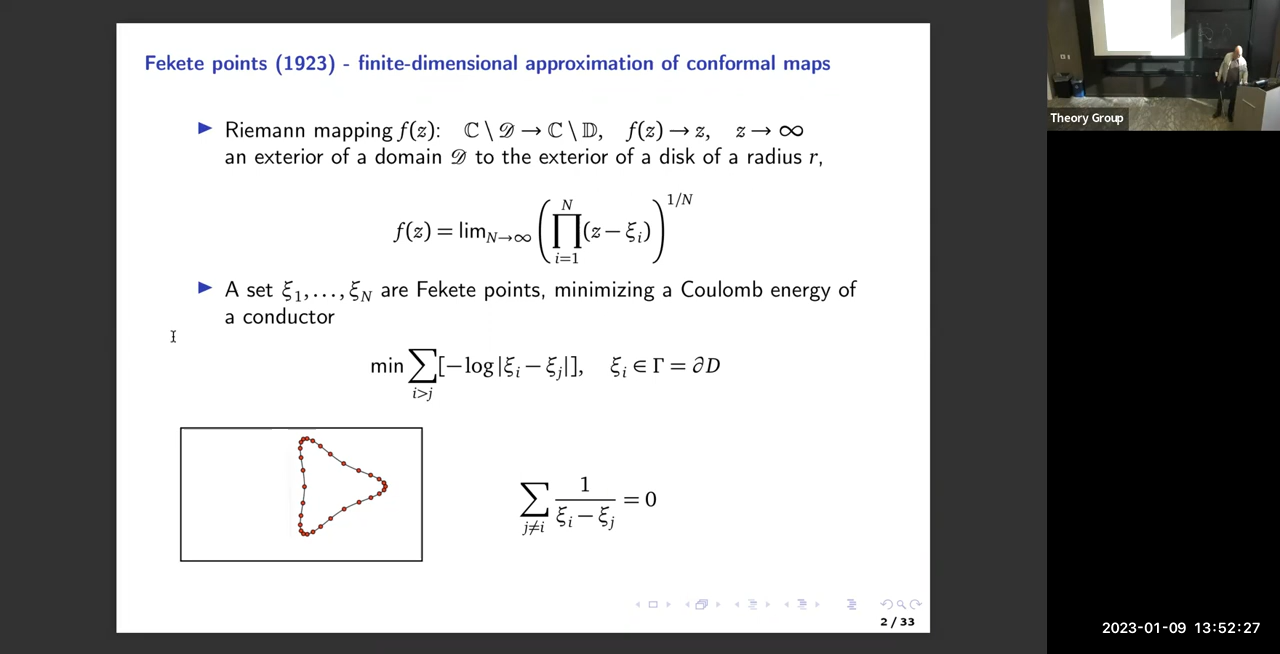 Fekete points (1923) - finite-dimensional approximation of conformal maps
▶ Riemann mapping f(z): ℂ \ 𝒟 → ℂ \ 𝔻, f(z) → z, z → ∞
an exterior of a domain 𝒟 to the exterior of a disk of a radius r,
f(z) = lim_{N→∞} (∏_{i=1}^{N} (z − ξ_i))^{1/N}
▶ A set ξ_1, …, ξ_N are Fekete points, minimizing a Coulomb energy of
a conductor
min ∑_{i>j} [−log|ξ_i − ξ_j|], ξ_i ∈ Γ = ∂D
∑_{j≠i} 1/(ξ_i − ξ_j) = 0
2 / 33
Theory Group
2023-01-09 13:52:27